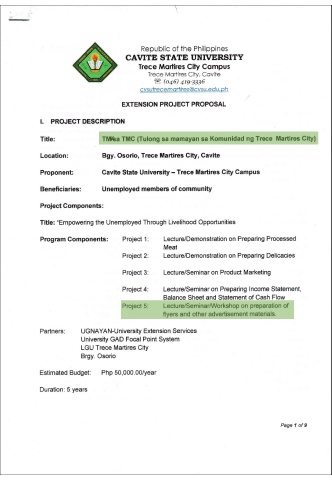 Republic of the Philippines
CAVITE STATE UNIVERSITY
Trece Martires City Campus
Trece Martires City, Cavite
☏ (046) 419-3336
cvsutrecemartires@cvsu.edu.ph
EXTENSION PROJECT PROPOSAL
I. PROJECT DESCRIPTION
Title: TMKa TMC (Tulong sa mamayan sa Komunidad ng Trece Martires City)
Location: Bgy. Osorio, Trece Martires City, Cavite
Proponent: Cavite State University – Trece Martires City Campus
Beneficiaries: Unemployed members of community
Project Components:
Title: "Empowering the Unemployed Through Livelihood Opportunities
Program Components: Project 1: Lecture/Demonstration on Preparing Processed
Meat
Project 2: Lecture/Demonstration on Preparing Delicacies
Project 3: Lecture/Seminar on Product Marketing
Project 4: Lecture/Seminar on Preparing Income Statement,
Balance Sheet and Statement of Cash Flow
Project 5: Lecture/Seminar/Workshop on preparation of
flyers and other advertisement materials.
Partners: UGNAYAN-University Extension Services
University GAD Focal Point System
LGU Trece Martires City
Brgy. Osorio
Estimated Budget: Php 50,000.00/year
Duration: 5 years
Page 1 of 9